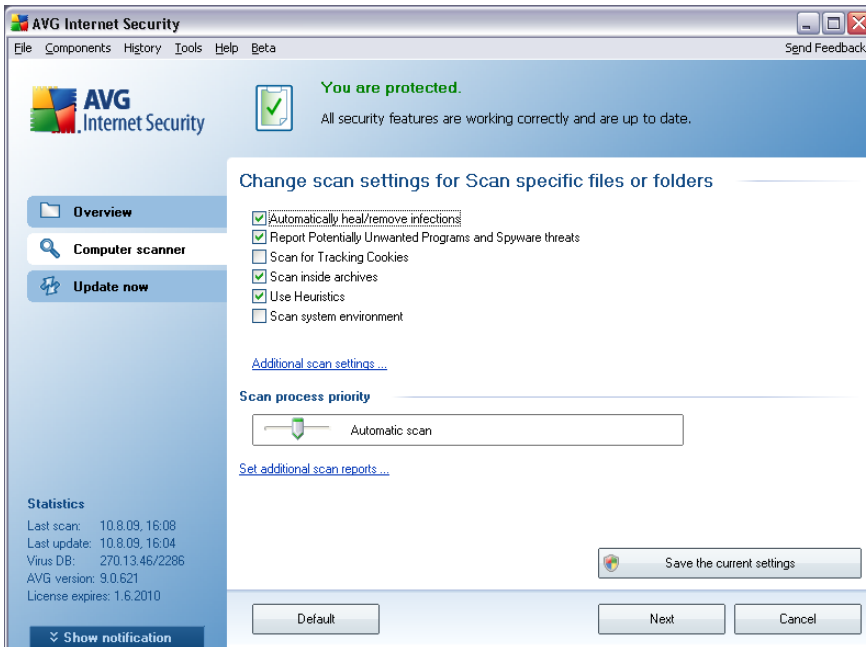 AVG Internet Security
File Components History Tools Help Beta Send Feedback
AVG
Internet Security
You are protected.
All security features are working correctly and are up to date.
Overview
Computer scanner
Update now
Change scan settings for Scan specific files or folders
Automatically heal/remove infections
Report Potentially Unwanted Programs and Spyware threats
Scan for Tracking Cookies
Scan inside archives
Use Heuristics
Scan system environment
Additional scan settings ...
Scan process priority
Automatic scan
Set additional scan reports ...
Statistics
Last scan: 10.8.09, 16:08
Last update: 10.8.09, 16:04
Virus DB: 270.13.46/2286
AVG version: 9.0.621
License expires: 1.6.2010
Show notification
Save the current settings
Default Next Cancel